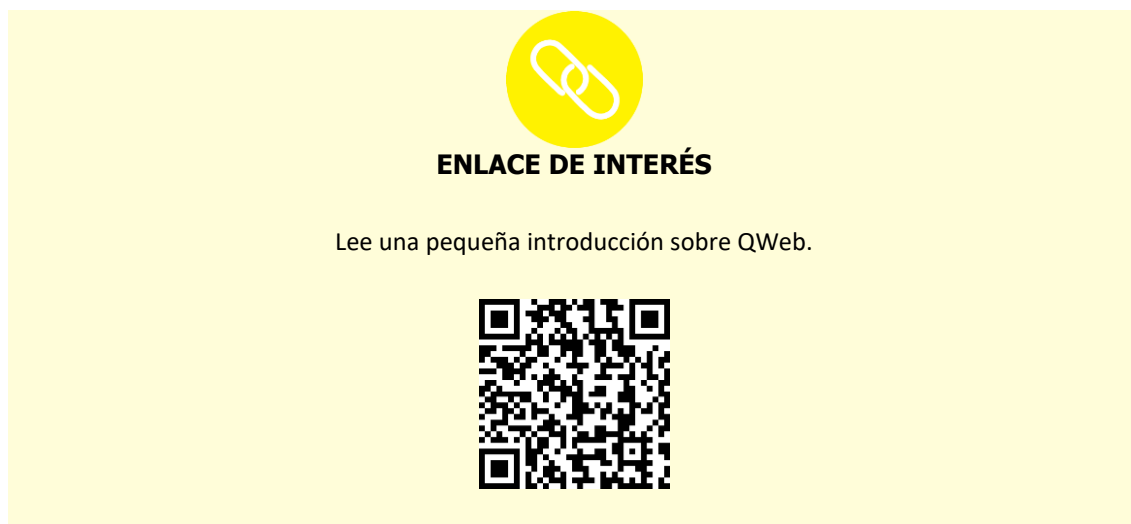 ENLACE DE INTERÉS
Lee una pequeña introducción sobre QWeb.